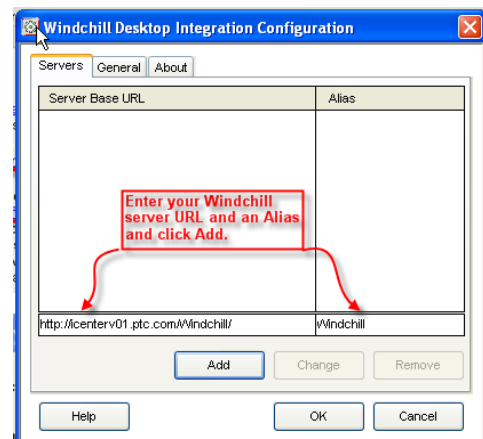 Windchill Desktop Integration Configuration
Servers General About
Server Base URL Alias
Enter your Windchill
server URL and an Alias
and click Add.
http://icenterv01.ptc.com/Windchill/ Windchill
Add Change Remove
Help OK Cancel